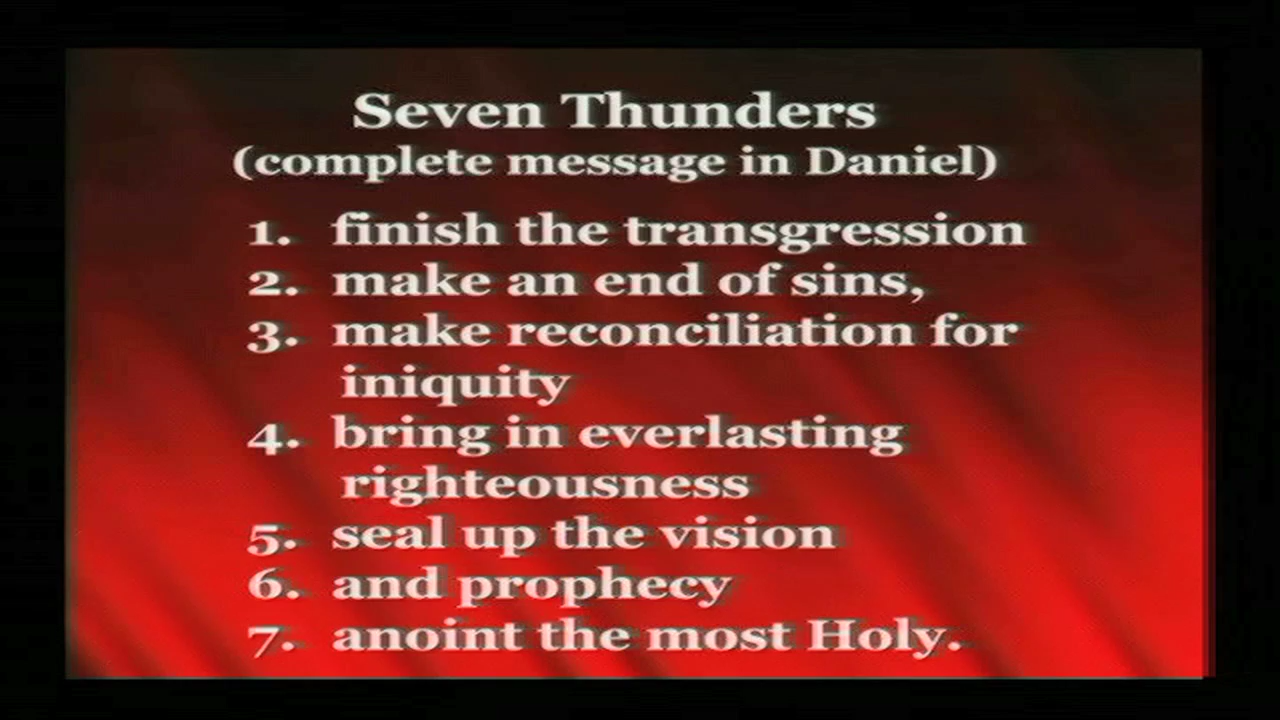 Seven Thunders
(complete message in Daniel)
1. finish the transgression
2. make an end of sins,
3. make reconciliation for
iniquity
4. bring in everlasting
righteousness
5. seal up the vision
6. and prophecy
7. anoint the most Holy.